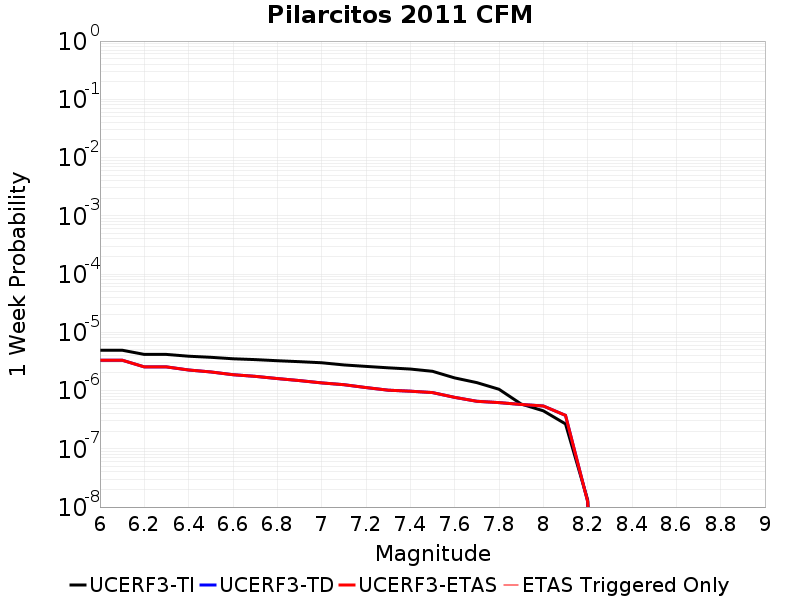 Pilarcitos 2011 CFM
1 Week Probability
10^0
10^-1
10^-2
10^-3
10^-4
10^-5
10^-6
10^-7
10^-8
6 6.2 6.4 6.6 6.8 7 7.2 7.4 7.6 7.8 8 8.2 8.4 8.6 8.8 9
Magnitude
UCERF3-TI UCERF3-TD UCERF3-ETAS ETAS Triggered Only